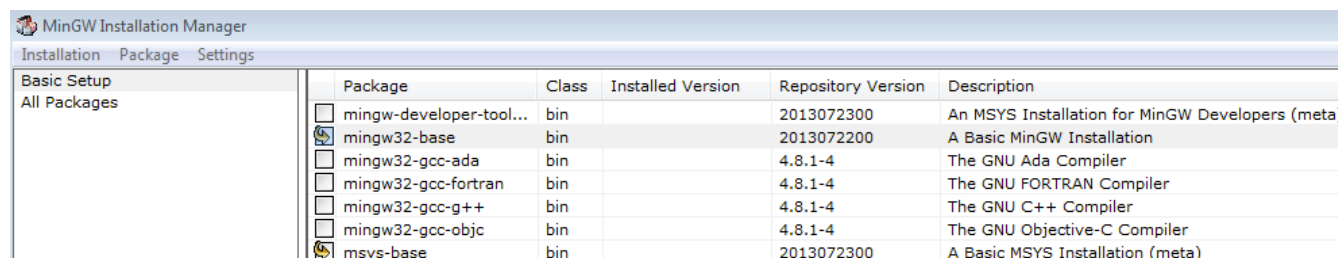 MinGW Installation Manager
Installation Package Settings
Basic Setup
All Packages
Package Class Installed Version Repository Version Description
mingw-developer-tool... bin 2013072300 An MSYS Installation for MinGW Developers (meta)
mingw32-base bin 2013072200 A Basic MinGW Installation
mingw32-gcc-ada bin 4.8.1-4 The GNU Ada Compiler
mingw32-gcc-fortran bin 4.8.1-4 The GNU FORTRAN Compiler
mingw32-gcc-g++ bin 4.8.1-4 The GNU C++ Compiler
mingw32-gcc-objc bin 4.8.1-4 The GNU Objective-C Compiler
msys-base bin 2013072300 A Basic MSYS Installation (meta)